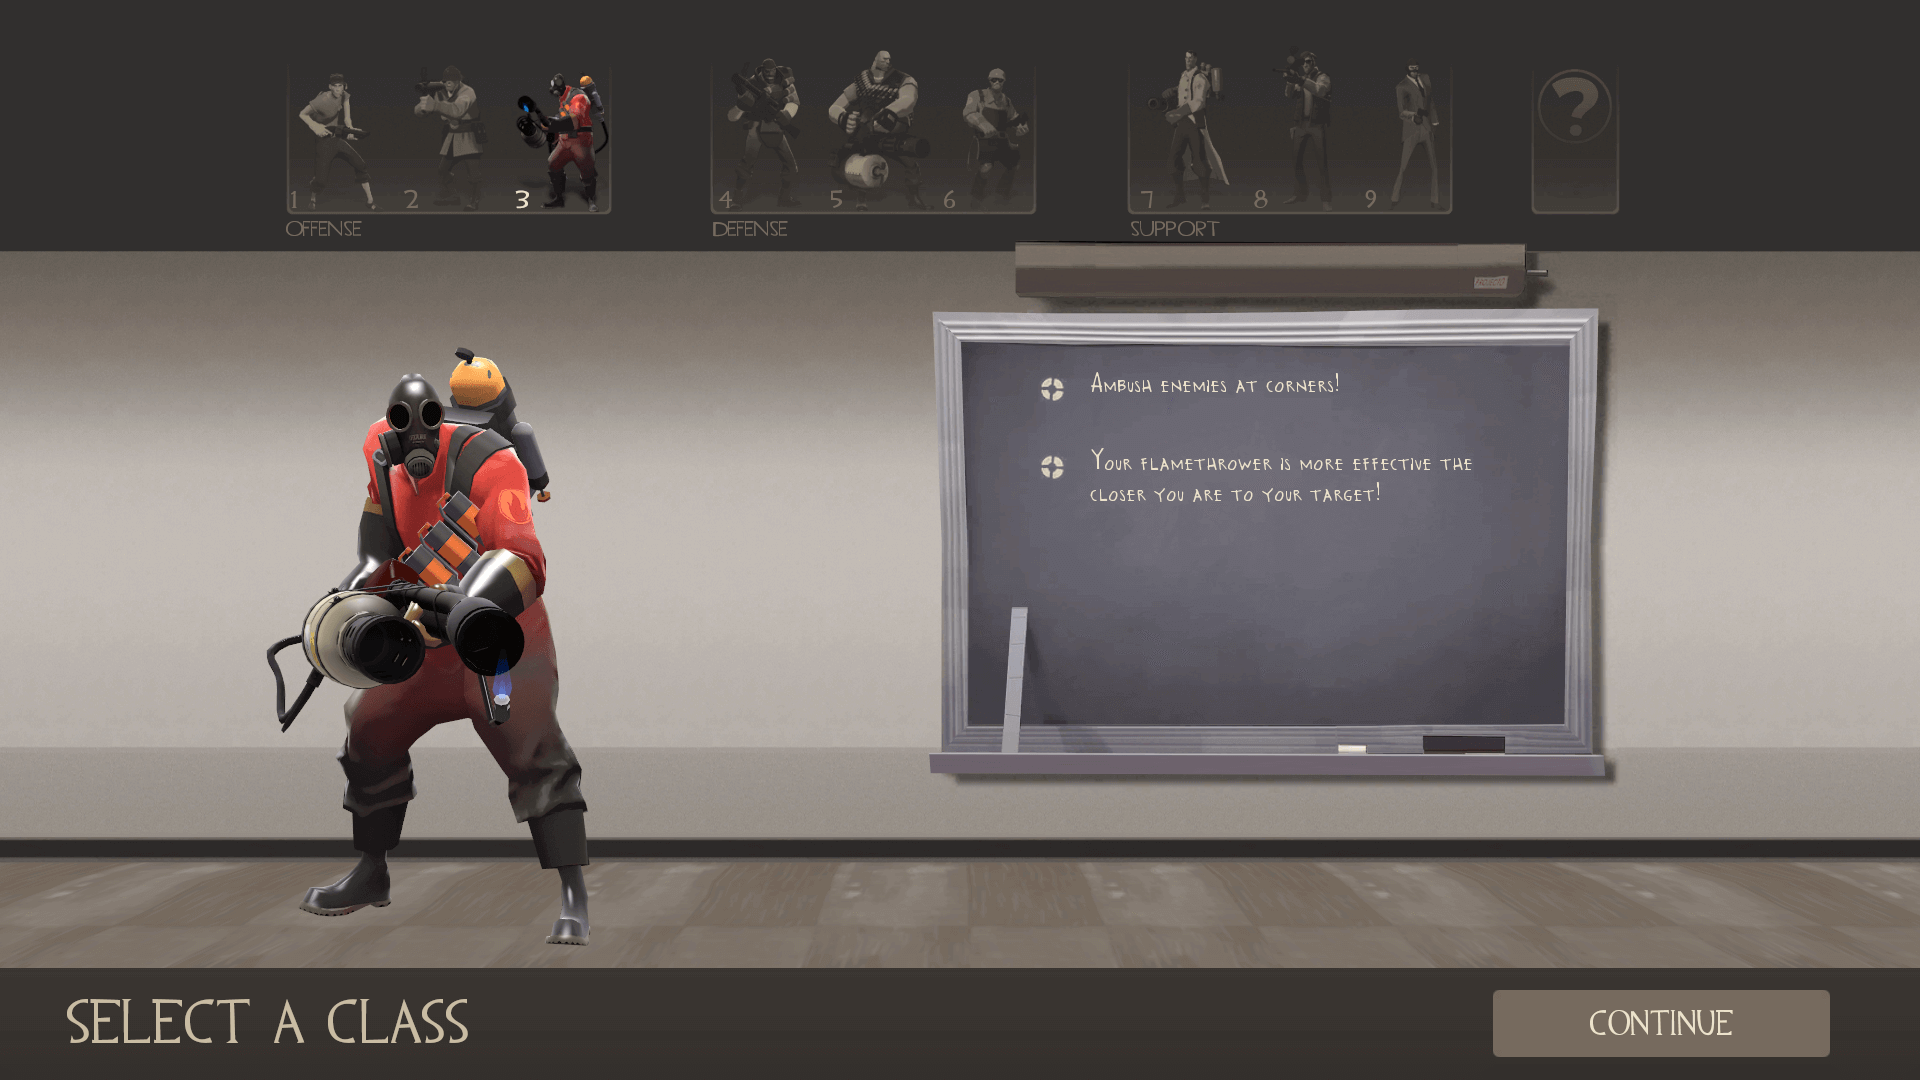 1
2
3
OFFENSE
4
5
6
DEFENSE
7
8
9
SUPPORT
?
AMBUSH ENEMIES AT CORNERS!
YOUR FLAMETHROWER IS MORE EFFECTIVE THE
CLOSER YOU ARE TO YOUR TARGET!
SELECT A CLASS
CONTINUE